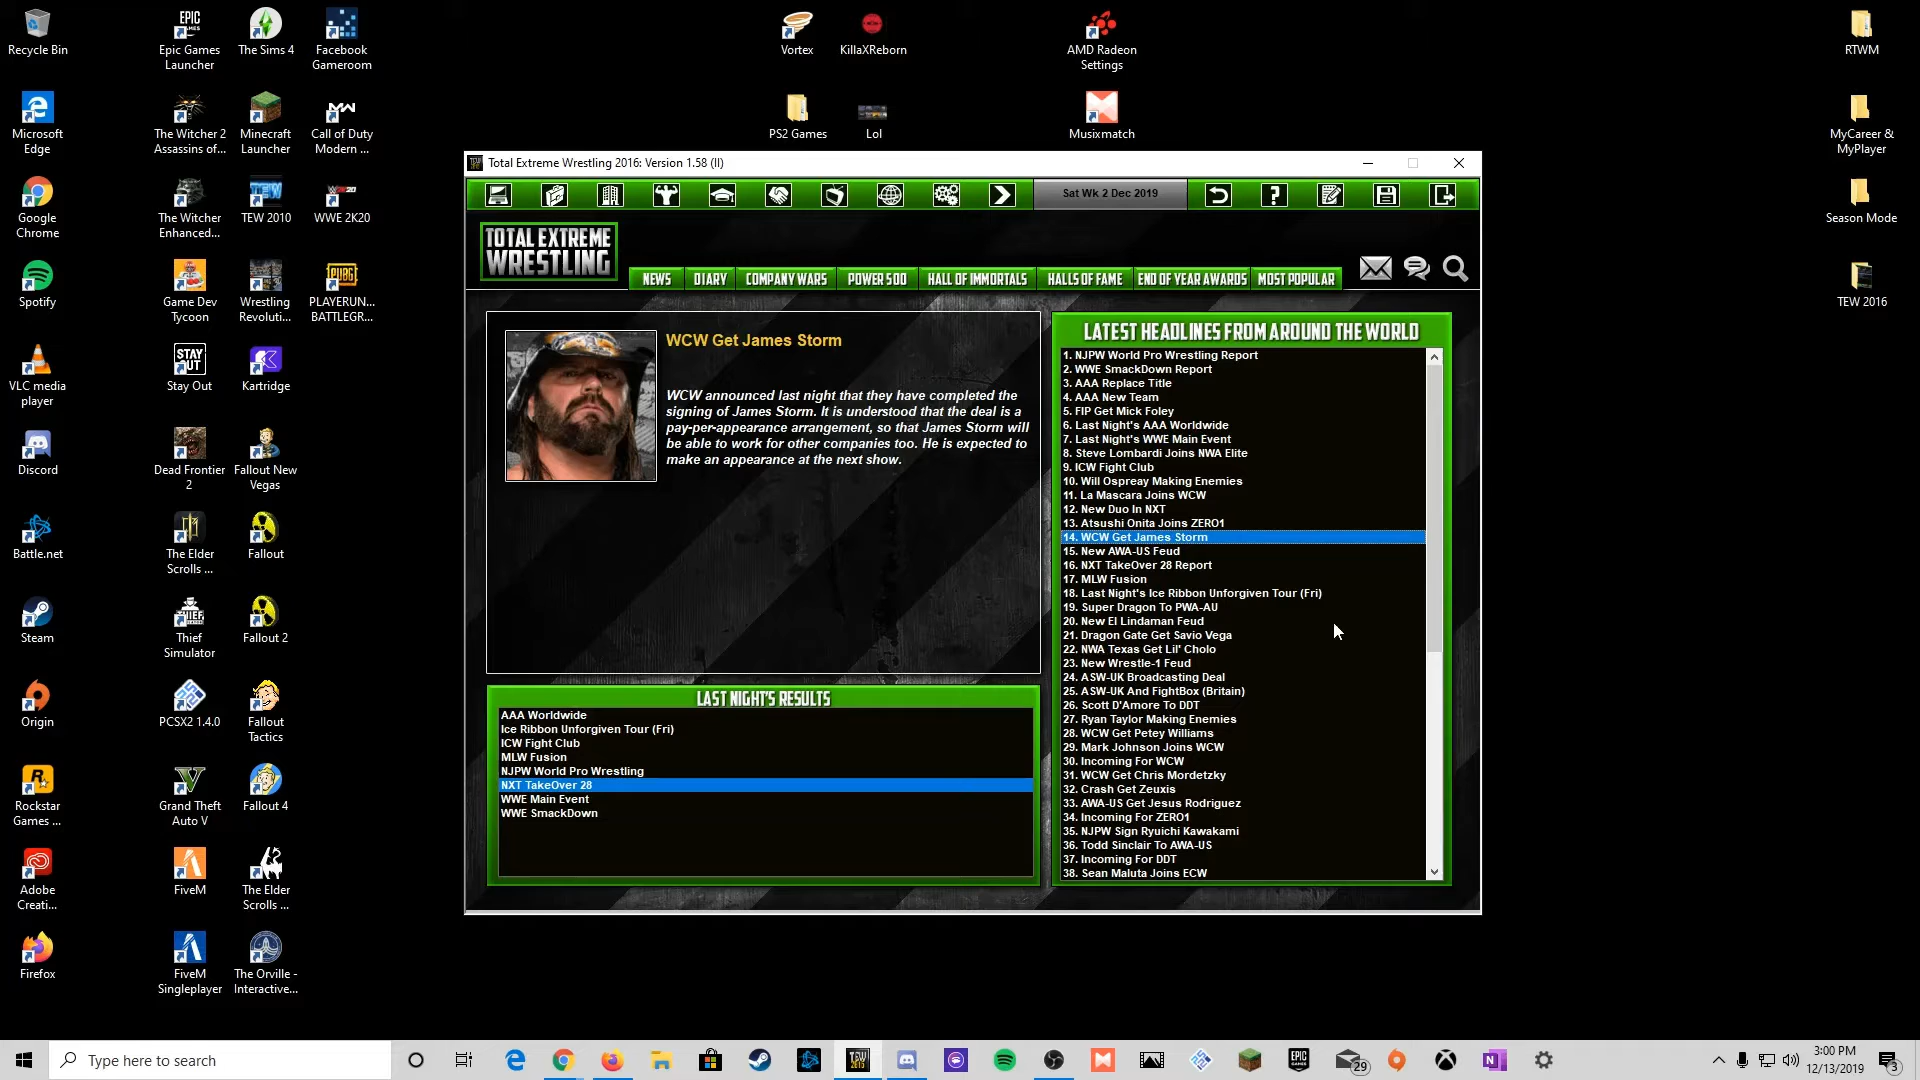 Recycle Bin
Epic Games
Launcher
The Sims 4
Facebook
Gameroom
Vortex
KillaXReborn
AMD Radeon
Settings
RTWM
Microsoft
Edge
The Witcher 2
Assassins of...
Minecraft
Launcher
Call of Duty
Modern ...
PS2 Games
Lol
Musixmatch
MyCareer &
MyPlayer
Google
Chrome
The Witcher
Enhanced...
TEW 2010
WWE 2K20
Season Mode
Spotify
Game Dev
Tycoon
Wrestling
Revoluti...
PLAYERUN...
BATTLEGR...
TEW 2016
VLC media
player
Stay Out
Kartridge
Discord
Dead Frontier
2
Fallout New
Vegas
Battle.net
The Elder
Scrolls ...
Fallout
Steam
Thief
Simulator
Fallout 2
Origin
PCSX2 1.4.0
Fallout
Tactics
Rockstar
Games ...
Grand Theft
Auto V
Fallout 4
Adobe
Creati...
FiveM
The Elder
Scrolls ...
Firefox
FiveM
Singleplayer
The Orville -
Interactive...
Total Extreme Wrestling 2016: Version 1.58 (II)
Sat Wk 2 Dec 2019
TOTAL EXTREME
WRESTLING
NEWS
DIARY
COMPANY WARS
POWER 500
HALL OF IMMORTALS
HALLS OF FAME
END OF YEAR AWARDS
MOST POPULAR
WCW Get James Storm
WCW announced last night that they have completed the
signing of James Storm. It is understood that the deal is a
pay-per-appearance arrangement, so that James Storm will
be able to work for other companies too. He is expected to
make an appearance at the next show.
LAST NIGHT'S RESULTS
AAA Worldwide
Ice Ribbon Unforgiven Tour (Fri)
ICW Fight Club
MLW Fusion
NJPW World Pro Wrestling
NXT TakeOver 28
WWE Main Event
WWE SmackDown
LATEST HEADLINES FROM AROUND THE WORLD
1. NJPW World Pro Wrestling Report
2. WWE SmackDown Report
3. AAA Replace Title
4. AAA New Team
5. FIP Get Mick Foley
6. Last Night's AAA Worldwide
7. Last Night's WWE Main Event
8. Steve Lombardi Joins NWA Elite
9. ICW Fight Club
10. Will Ospreay Making Enemies
11. La Mascara Joins WCW
12. New Duo In NXT
13. Atsushi Onita Joins ZERO1
14. WCW Get James Storm
15. New AWA-US Feud
16. NXT TakeOver 28 Report
17. MLW Fusion
18. Last Night's Ice Ribbon Unforgiven Tour (Fri)
19. Super Dragon To PWA-AU
20. New El Lindaman Feud
21. Dragon Gate Get Savio Vega
22. NWA Texas Get Lil' Cholo
23. New Wrestle-1 Feud
24. ASW-UK Broadcasting Deal
25. ASW-UK And FightBox (Britain)
26. Scott D'Amore To DDT
27. Ryan Taylor Making Enemies
28. WCW Get Petey Williams
29. Mark Johnson Joins WCW
30. Incoming For WCW
31. WCW Get Chris Mordetzky
32. Crash Get Zeuxis
33. AWA-US Get Jesus Rodriguez
34. Incoming For ZERO1
35. NJPW Sign Ryuichi Kawakami
36. Todd Sinclair To AWA-US
37. Incoming For DDT
38. Sean Maluta Joins ECW
Type here to search
29
3:00 PM
12/13/2019
3